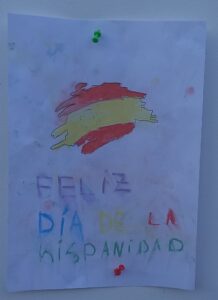 FELIZ
DÍA DE LA
HISPANIDAD